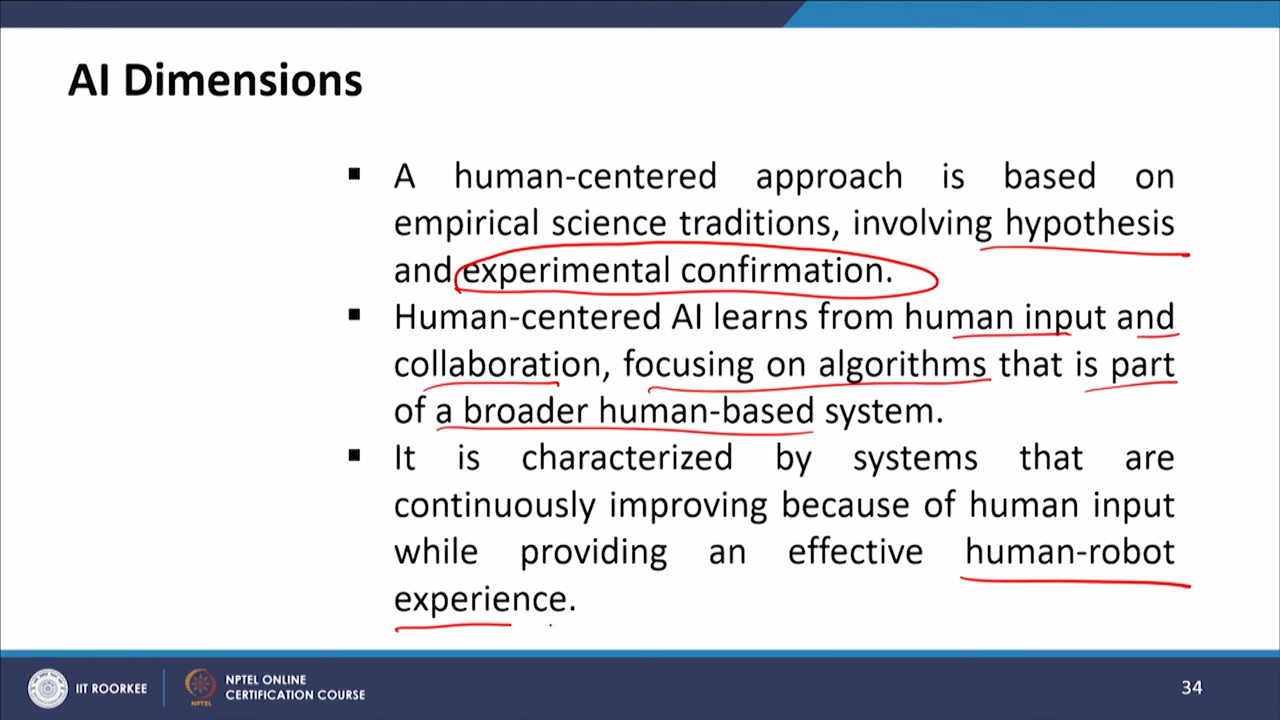 AI Dimensions
▪ A human-centered approach is based on
empirical science traditions, involving hypothesis
and experimental confirmation.
▪ Human-centered AI learns from human input and
collaboration, focusing on algorithms that is part
of a broader human-based system.
▪ It is characterized by systems that are
continuously improving because of human input
while providing an effective human-robot
experience.
IIT ROORKEE
NPTEL
NPTEL ONLINE
CERTIFICATION COURSE
34